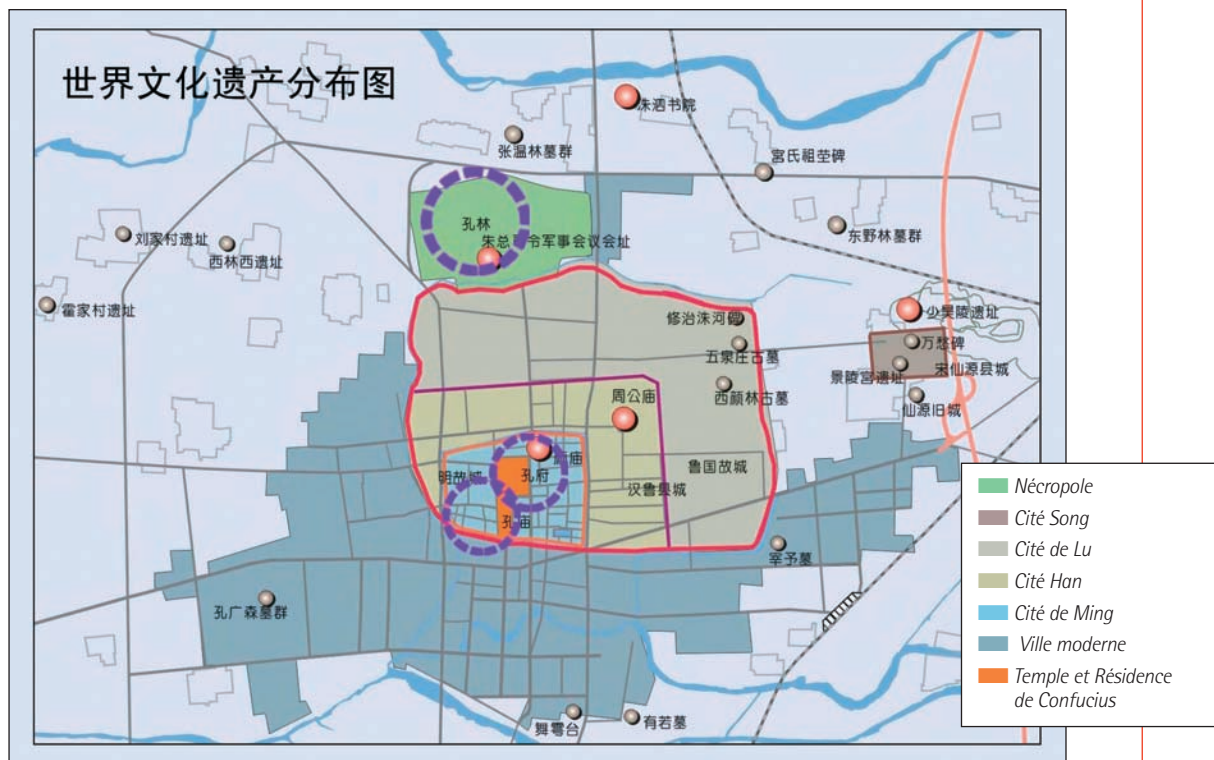 世界文化遗产分布图
洙泗书院
张温林墓群
宫氏祖茔碑
孔林
刘家村遗址
东野林墓群
朱总司令军事会议会址
西林西遗址
霍家村遗址
少昊陵遗址
修治洙河碑
万愁碑
五泉庄古墓
景陵宫遗址
宋仙源县城
周公庙
西颜林古墓
仙源旧城
颜庙
明故城
孔府
鲁国故城
汉鲁县城
孔庙
宰予墓
孔广森墓群
舞雩台
有若墓
Nécropole
Cité Song
Cité de Lu
Cité Han
Cité de Ming
Ville moderne
Temple et Résidence
de Confucius